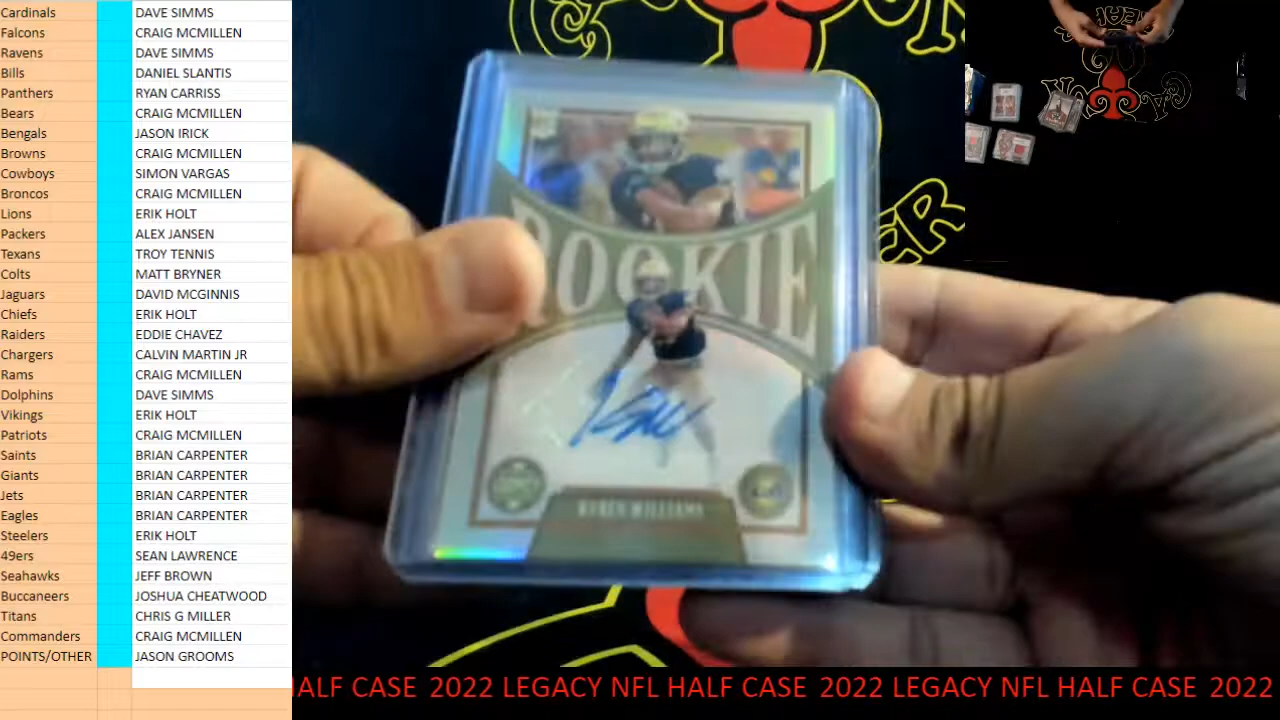 Cardinals DAVE SIMMS
Falcons CRAIG MCMILLEN
Ravens DAVE SIMMS
Bills DANIEL SLANTIS
Panthers RYAN CARRISS
Bears CRAIG MCMILLEN
Bengals JASON IRICK
Browns CRAIG MCMILLEN
Cowboys SIMON VARGAS
Broncos CRAIG MCMILLEN
Lions ERIK HOLT
Packers ALEX JANSEN
Texans TROY TENNIS
Colts MATT BRYNER
Jaguars DAVID MCGINNIS
Chiefs ERIK HOLT
Raiders EDDIE CHAVEZ
Chargers CALVIN MARTIN JR
Rams CRAIG MCMILLEN
Dolphins DAVE SIMMS
Vikings ERIK HOLT
Patriots CRAIG MCMILLEN
Saints BRIAN CARPENTER
Giants BRIAN CARPENTER
Jets BRIAN CARPENTER
Eagles BRIAN CARPENTER
Steelers ERIK HOLT
49ers SEAN LAWRENCE
Seahawks JEFF BROWN
Buccaneers JOSHUA CHEATWOOD
Titans CHRIS G MILLER
Commanders CRAIG MCMILLEN
POINTS/OTHER JASON GROOMS
ROOKIE
KYREN WILLIAMS
HALF CASE 2022 LEGACY NFL HALF CASE 2022 LEGACY NFL HALF CASE 2022